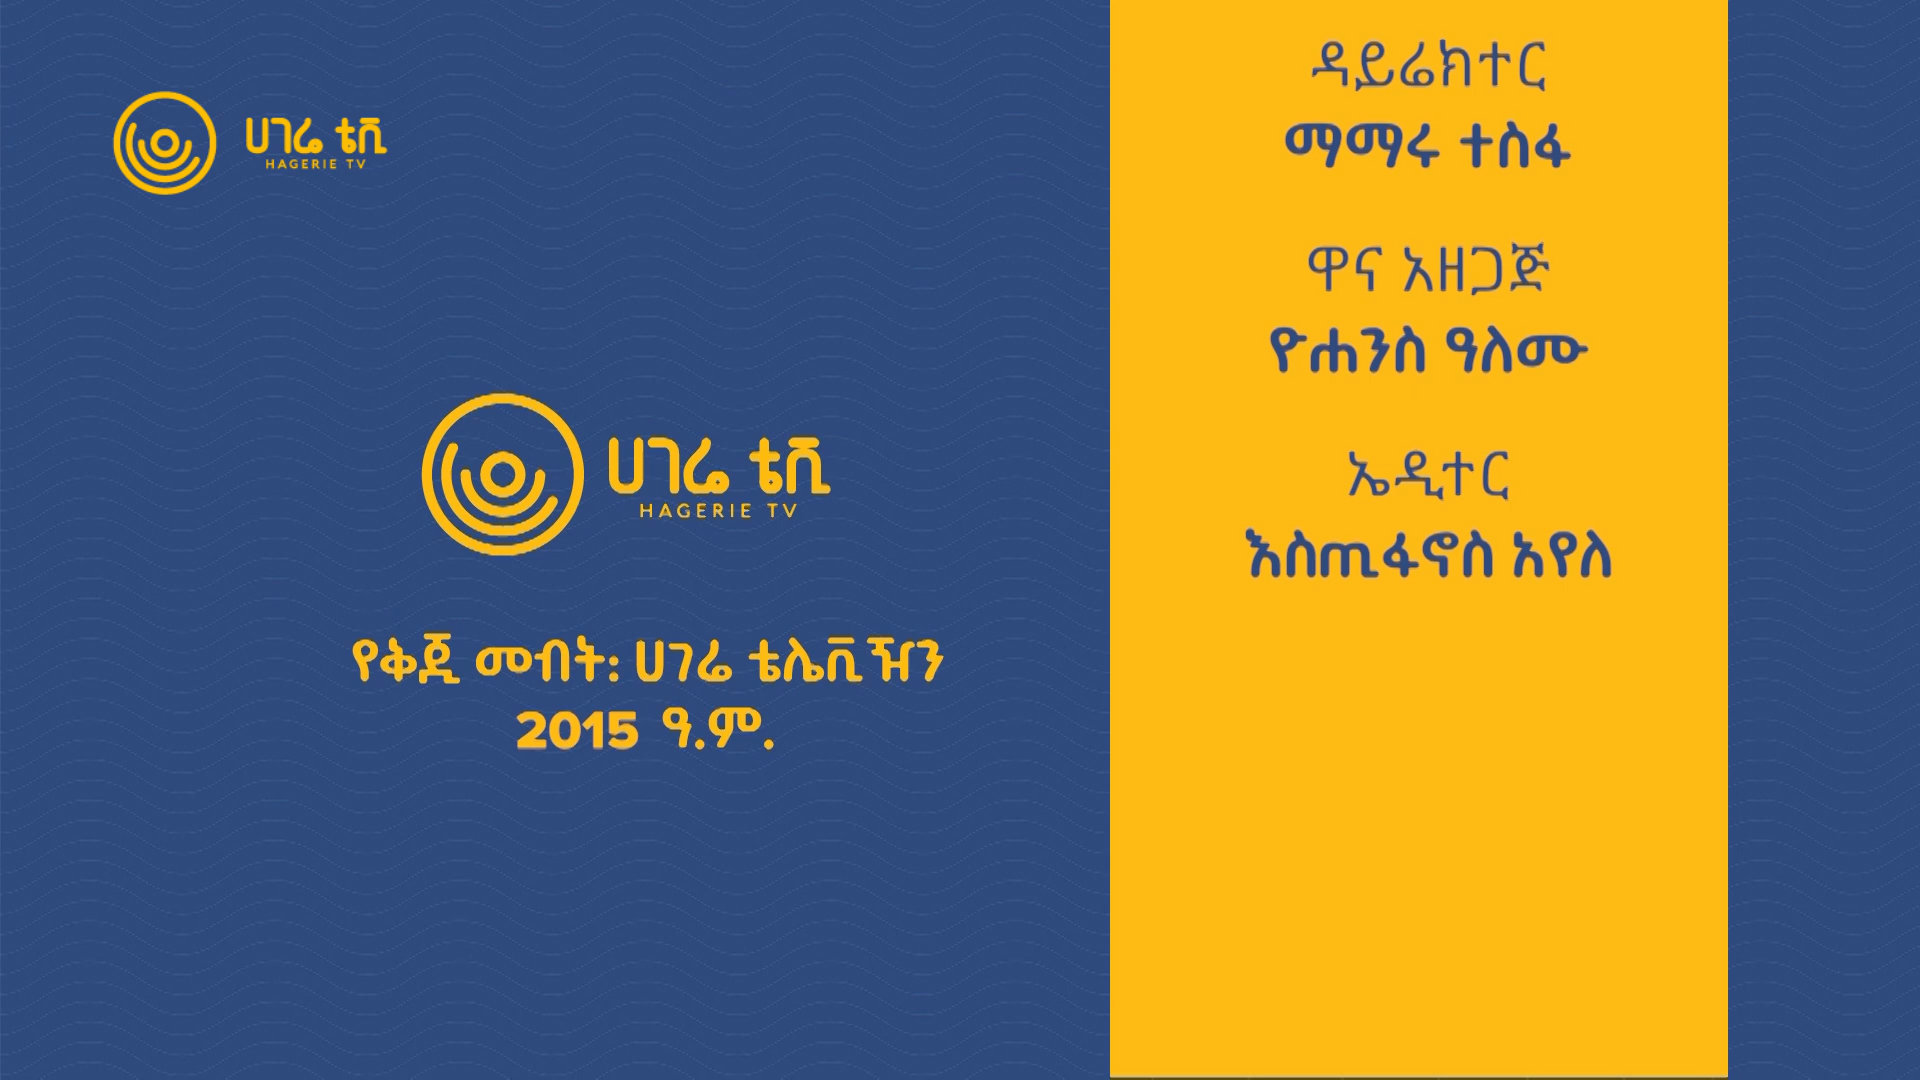 ሀገሬ ቴቪ
HAGERIE TV
ሀገሬ ቴቪ
HAGERIE TV
የቅጂ መብት: ሀገሬ ቴሌቪዥን
2015 ዓ.ም.
ዳይሬክተር
ማማሩ ተስፋ
ዋና አዘጋጅ
ዮሐንስ ዓለሙ
ኤዲተር
እስጢፋኖስ አየለ